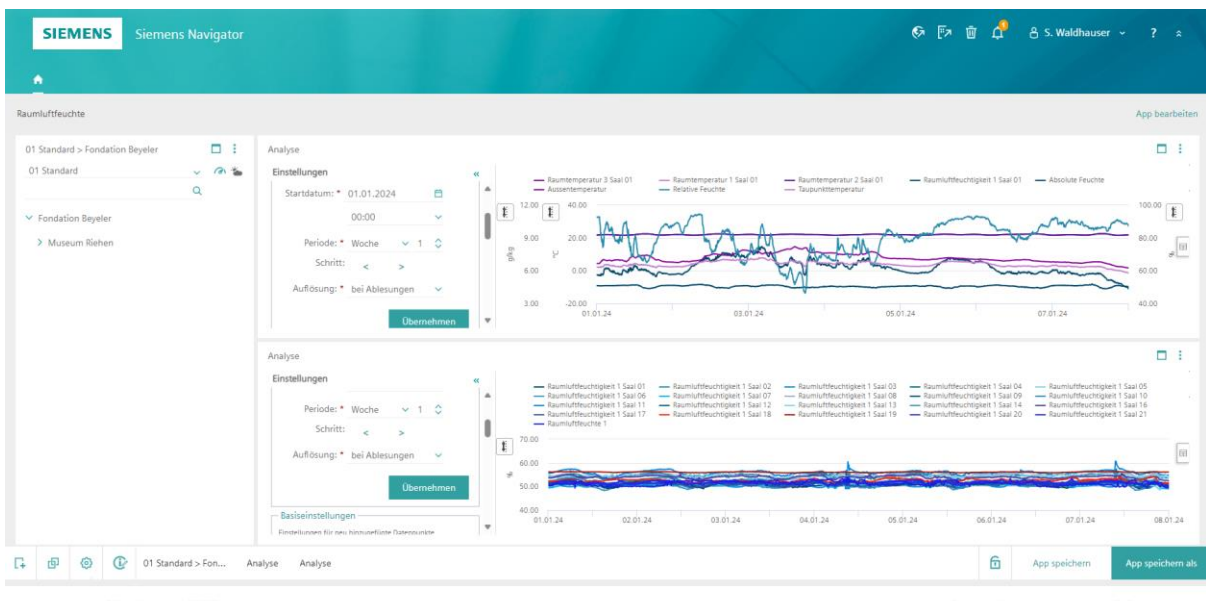 SIEMENS Siemens Navigator
1 S. Waldhauser ?
Raumluftfeuchte App bearbeiten
01 Standard > Fondation Beyeler
01 Standard
Fondation Beyeler
Museum Riehen
Analyse
Einstellungen
Startdatum: * 01.01.2024
00:00
Periode: * Woche 1
Schritt: < >
Auflösung: * bei Ablesungen
Übernehmen
Raumtemperatur 3 Saal 01 Raumtemperatur 1 Saal 01 Raumtemperatur 2 Saal 01 Raumluftfeuchtigkeit 1 Saal 01 Absolute Feuchte
Aussentemperatur Relative Feuchte Taupunkttemperatur
12.00 40.00 100.00
9.00 20.00 80.00
g/kg °C %
6.00 0.00 60.00
3.00 -20.00 40.00
01.01.24 03.01.24 05.01.24 07.01.24
Analyse
Einstellungen
Periode: * Woche 1
Schritt: < >
Auflösung: * bei Ablesungen
Übernehmen
Basiseinstellungen
Einstellungen für neu hinzugefügte Datenpunkte
Raumluftfeuchtigkeit 1 Saal 01 Raumluftfeuchtigkeit 1 Saal 02 Raumluftfeuchtigkeit 1 Saal 03 Raumluftfeuchtigkeit 1 Saal 04 Raumluftfeuchtigkeit 1 Saal 05
Raumluftfeuchtigkeit 1 Saal 06 Raumluftfeuchtigkeit 1 Saal 07 Raumluftfeuchtigkeit 1 Saal 08 Raumluftfeuchtigkeit 1 Saal 09 Raumluftfeuchtigkeit 1 Saal 10
Raumluftfeuchtigkeit 1 Saal 11 Raumluftfeuchtigkeit 1 Saal 12 Raumluftfeuchtigkeit 1 Saal 13 Raumluftfeuchtigkeit 1 Saal 14 Raumluftfeuchtigkeit 1 Saal 16
Raumluftfeuchtigkeit 1 Saal 17 Raumluftfeuchtigkeit 1 Saal 18 Raumluftfeuchtigkeit 1 Saal 19 Raumluftfeuchtigkeit 1 Saal 20 Raumluftfeuchtigkeit 1 Saal 21
Raumluftfeuchte 1
70.00
60.00
%
50.00
40.00
01.01.24 02.01.24 03.01.24 04.01.24 05.01.24 06.01.24 07.01.24 08.01.24
01 Standard > Fon... Analyse Analyse App speichern App speichern als